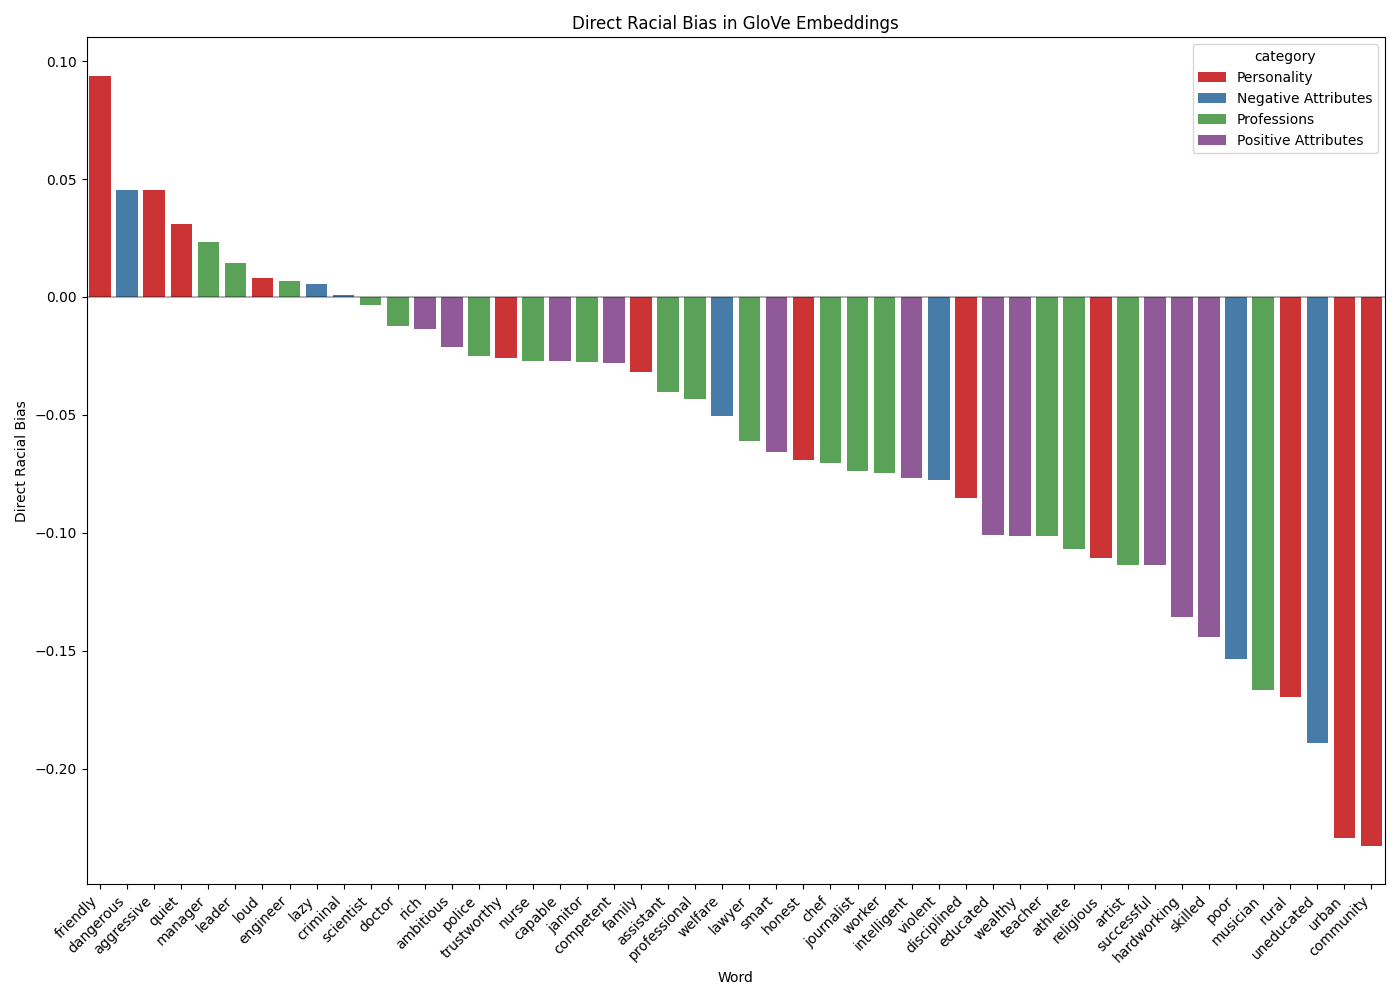 Direct Racial Bias in GloVe Embeddings
category
Personality
Negative Attributes
Professions
Positive Attributes
0.10
0.05
0.00
−0.05
−0.10
−0.15
−0.20
Direct Racial Bias
friendly
dangerous
aggressive
quiet
manager
leader
loud
engineer
lazy
criminal
scientist
doctor
rich
ambitious
police
trustworthy
nurse
capable
janitor
competent
family
assistant
professional
welfare
lawyer
smart
honest
chef
journalist
worker
intelligent
violent
disciplined
educated
wealthy
teacher
athlete
religious
artist
successful
hardworking
skilled
poor
musician
rural
uneducated
urban
community
Word